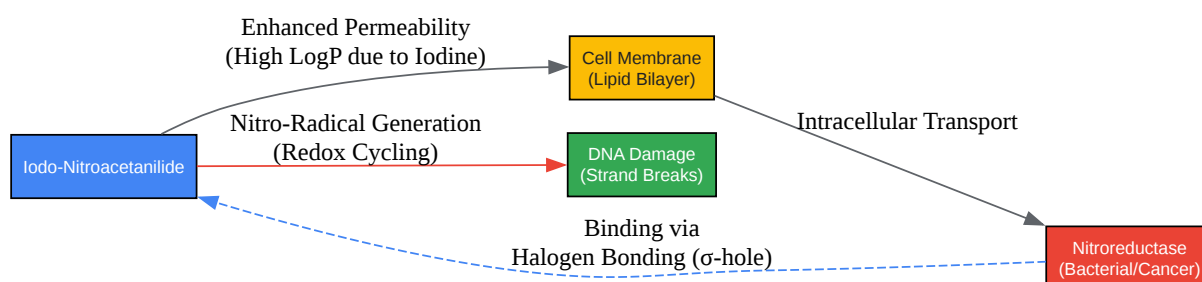 Enhanced Permeability
(High LogP due to Iodine)
Cell Membrane
(Lipid Bilayer)
Intracellular Transport
Nitro-Radical Generation
(Redox Cycling)
Iodo-Nitroacetanilide
DNA Damage
(Strand Breaks)
Binding via
Halogen Bonding (σ-hole)
Nitroreductase
(Bacterial/Cancer)